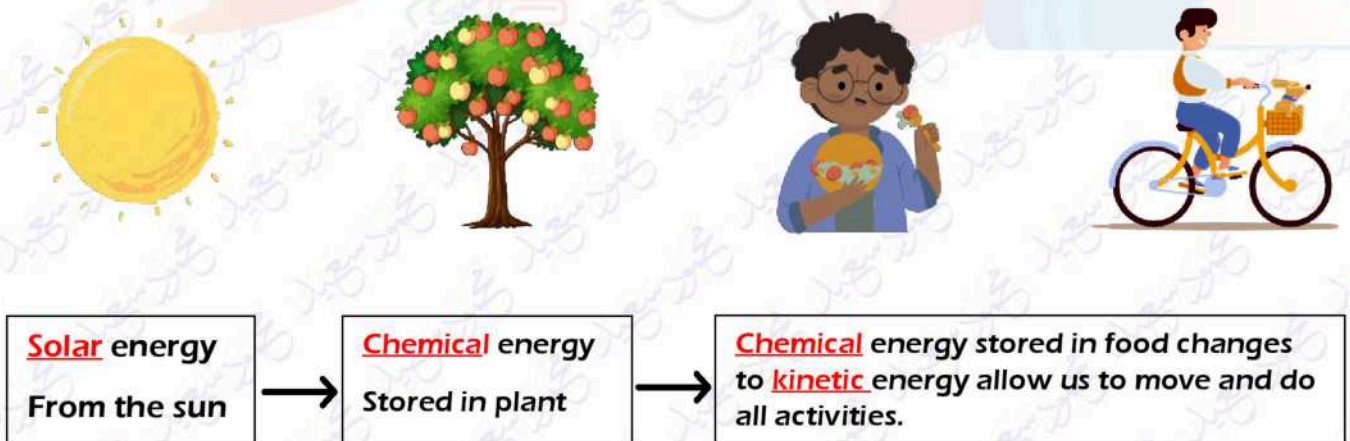 Solar energy
From the sun
Chemical energy
Stored in plant
Chemical energy stored in food changes
to kinetic energy allow us to move and do
all activities.